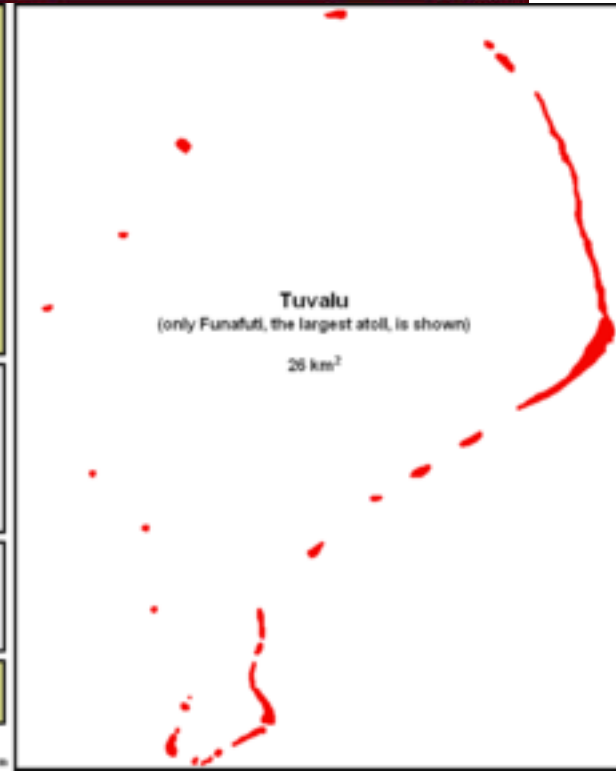 Tuvalu
(only Funafuti, the largest atoll, is shown)
26 km²